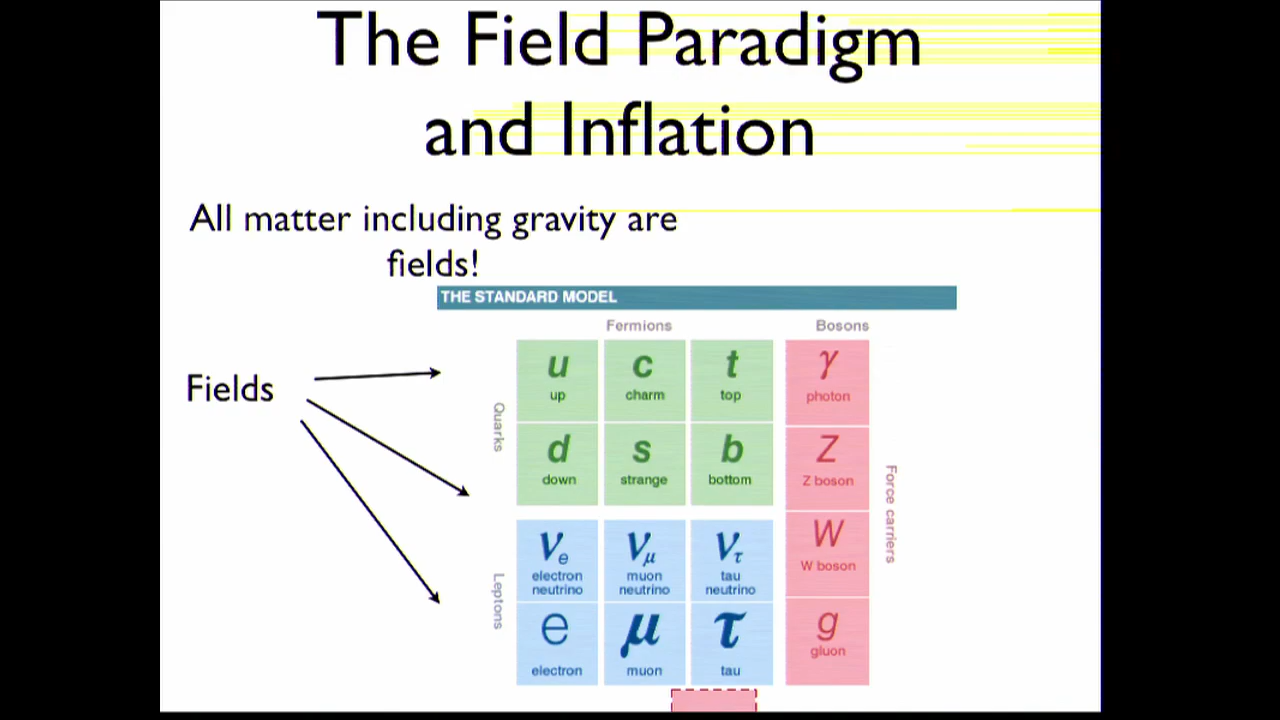 The Field Paradigm
and Inflation
All matter including gravity are
fields!
THE STANDARD MODEL
Fermions
Bosons
Fields
Quarks
u
up
c
charm
t
top
γ
photon
d
down
s
strange
b
bottom
Z
Z boson
Force carriers
Leptons
νe
electron
neutrino
νμ
muon
neutrino
ντ
tau
neutrino
W
W boson
e
electron
μ
muon
τ
tau
g
gluon